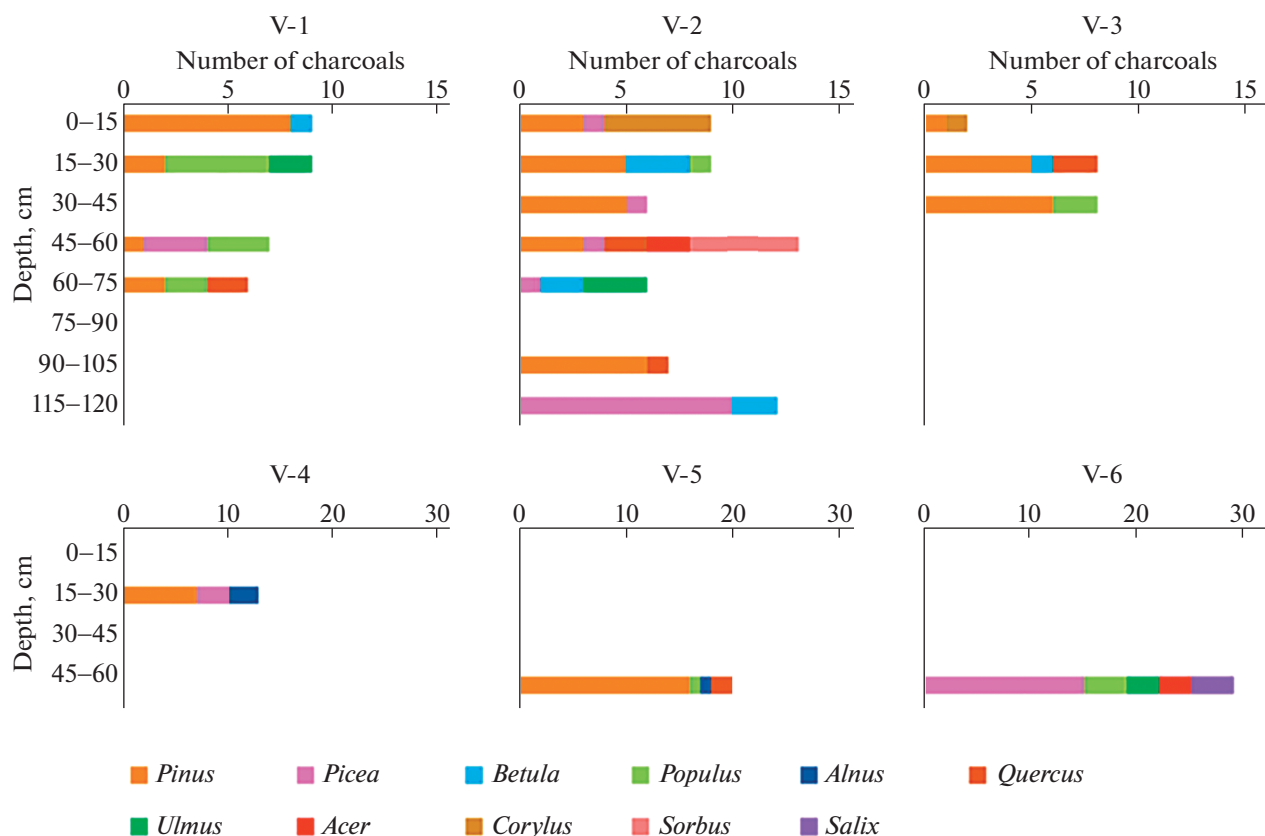 V-1 V-2 V-3
Number of charcoals Number of charcoals Number of charcoals
0 5 10 15 0 5 10 15 0 5 10 15
Depth, cm
0–15
15–30
30–45
45–60
60–75
75–90
90–105
115–120
V-4 V-5 V-6
0 10 20 30 0 10 20 30 0 10 20 30
Depth, cm
0–15
15–30
30–45
45–60
Pinus Picea Betula Populus Alnus Quercus
Ulmus Acer Corylus Sorbus Salix